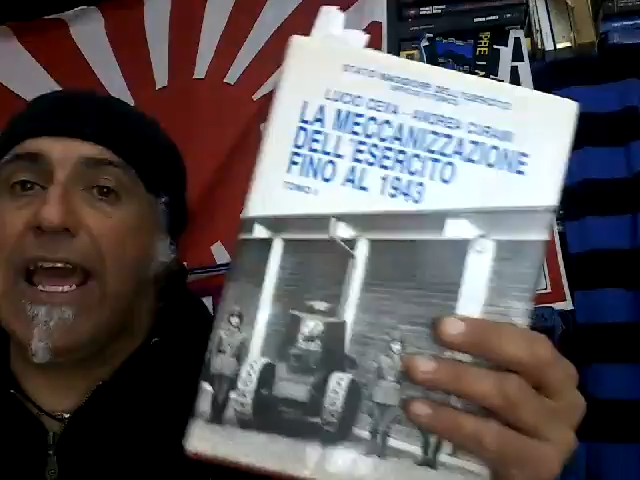 STATO MAGGIORE DELL'ESERCITO
UFFICIO STORICO
LUCIO CEVA - ANDREA CURAMI
LA MECCANIZZAZIONE
DELL'ESERCITO
FINO AL 1943
TOMO I